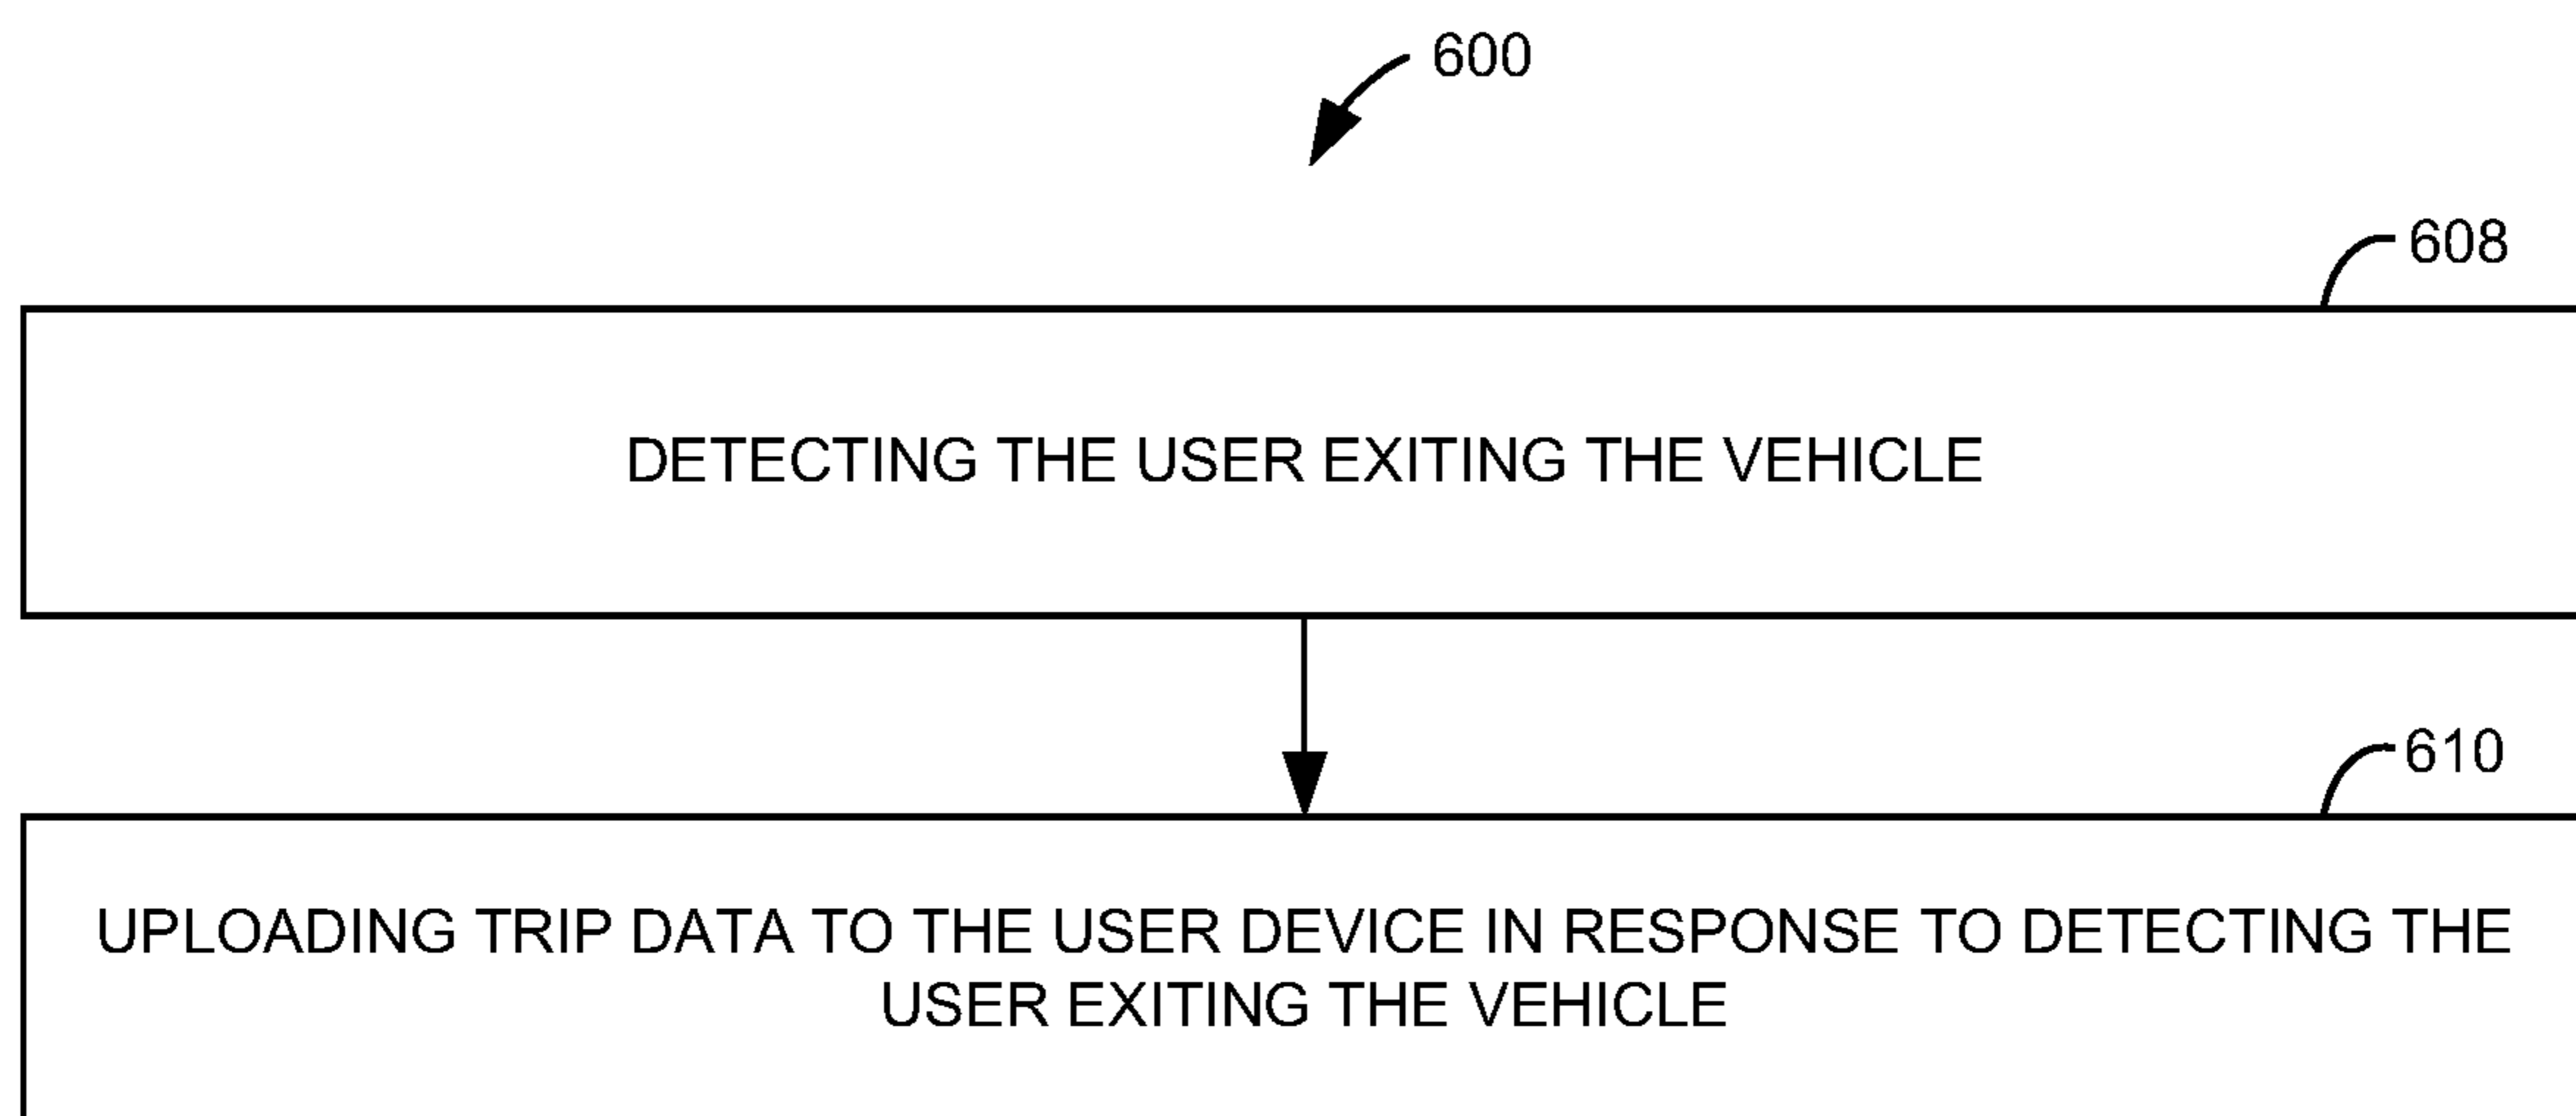 600
608
DETECTING THE USER EXITING THE VEHICLE
610
UPLOADING TRIP DATA TO THE USER DEVICE IN RESPONSE TO DETECTING THE
USER EXITING THE VEHICLE